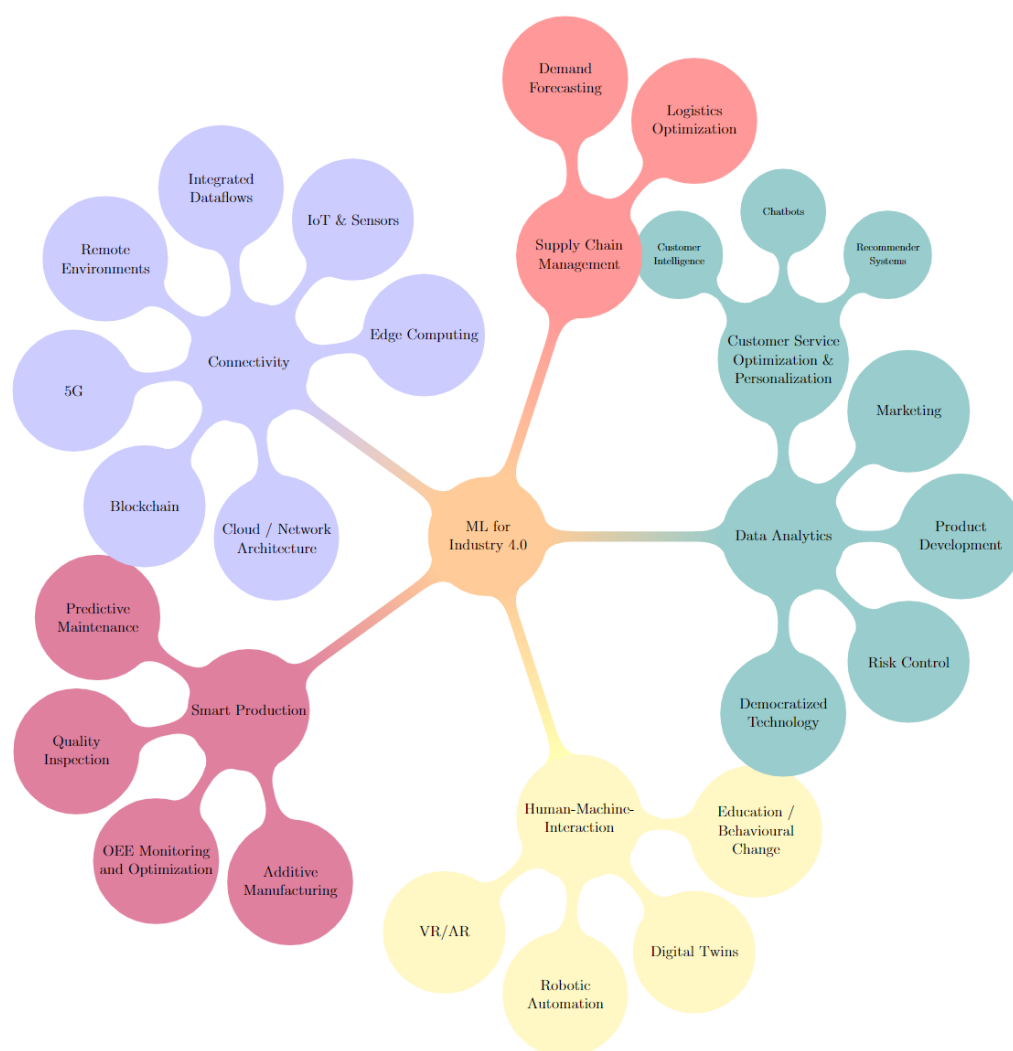 Demand
Forecasting
Logistics
Optimization
Supply Chain
Management
Integrated
Dataflows
IoT & Sensors
Remote
Environments
Edge Computing
Connectivity
5G
Blockchain
Cloud / Network
Architecture
Chatbots
Customer
Intelligence
Recommender
Systems
Customer Service
Optimization &
Personalization
Marketing
Data Analytics
Product
Development
Risk Control
Democratized
Technology
ML for
Industry 4.0
Predictive
Maintenance
Smart Production
Quality
Inspection
OEE Monitoring
and Optimization
Additive
Manufacturing
Human-Machine-
Interaction
Education /
Behavioural
Change
VR/AR
Robotic
Automation
Digital Twins